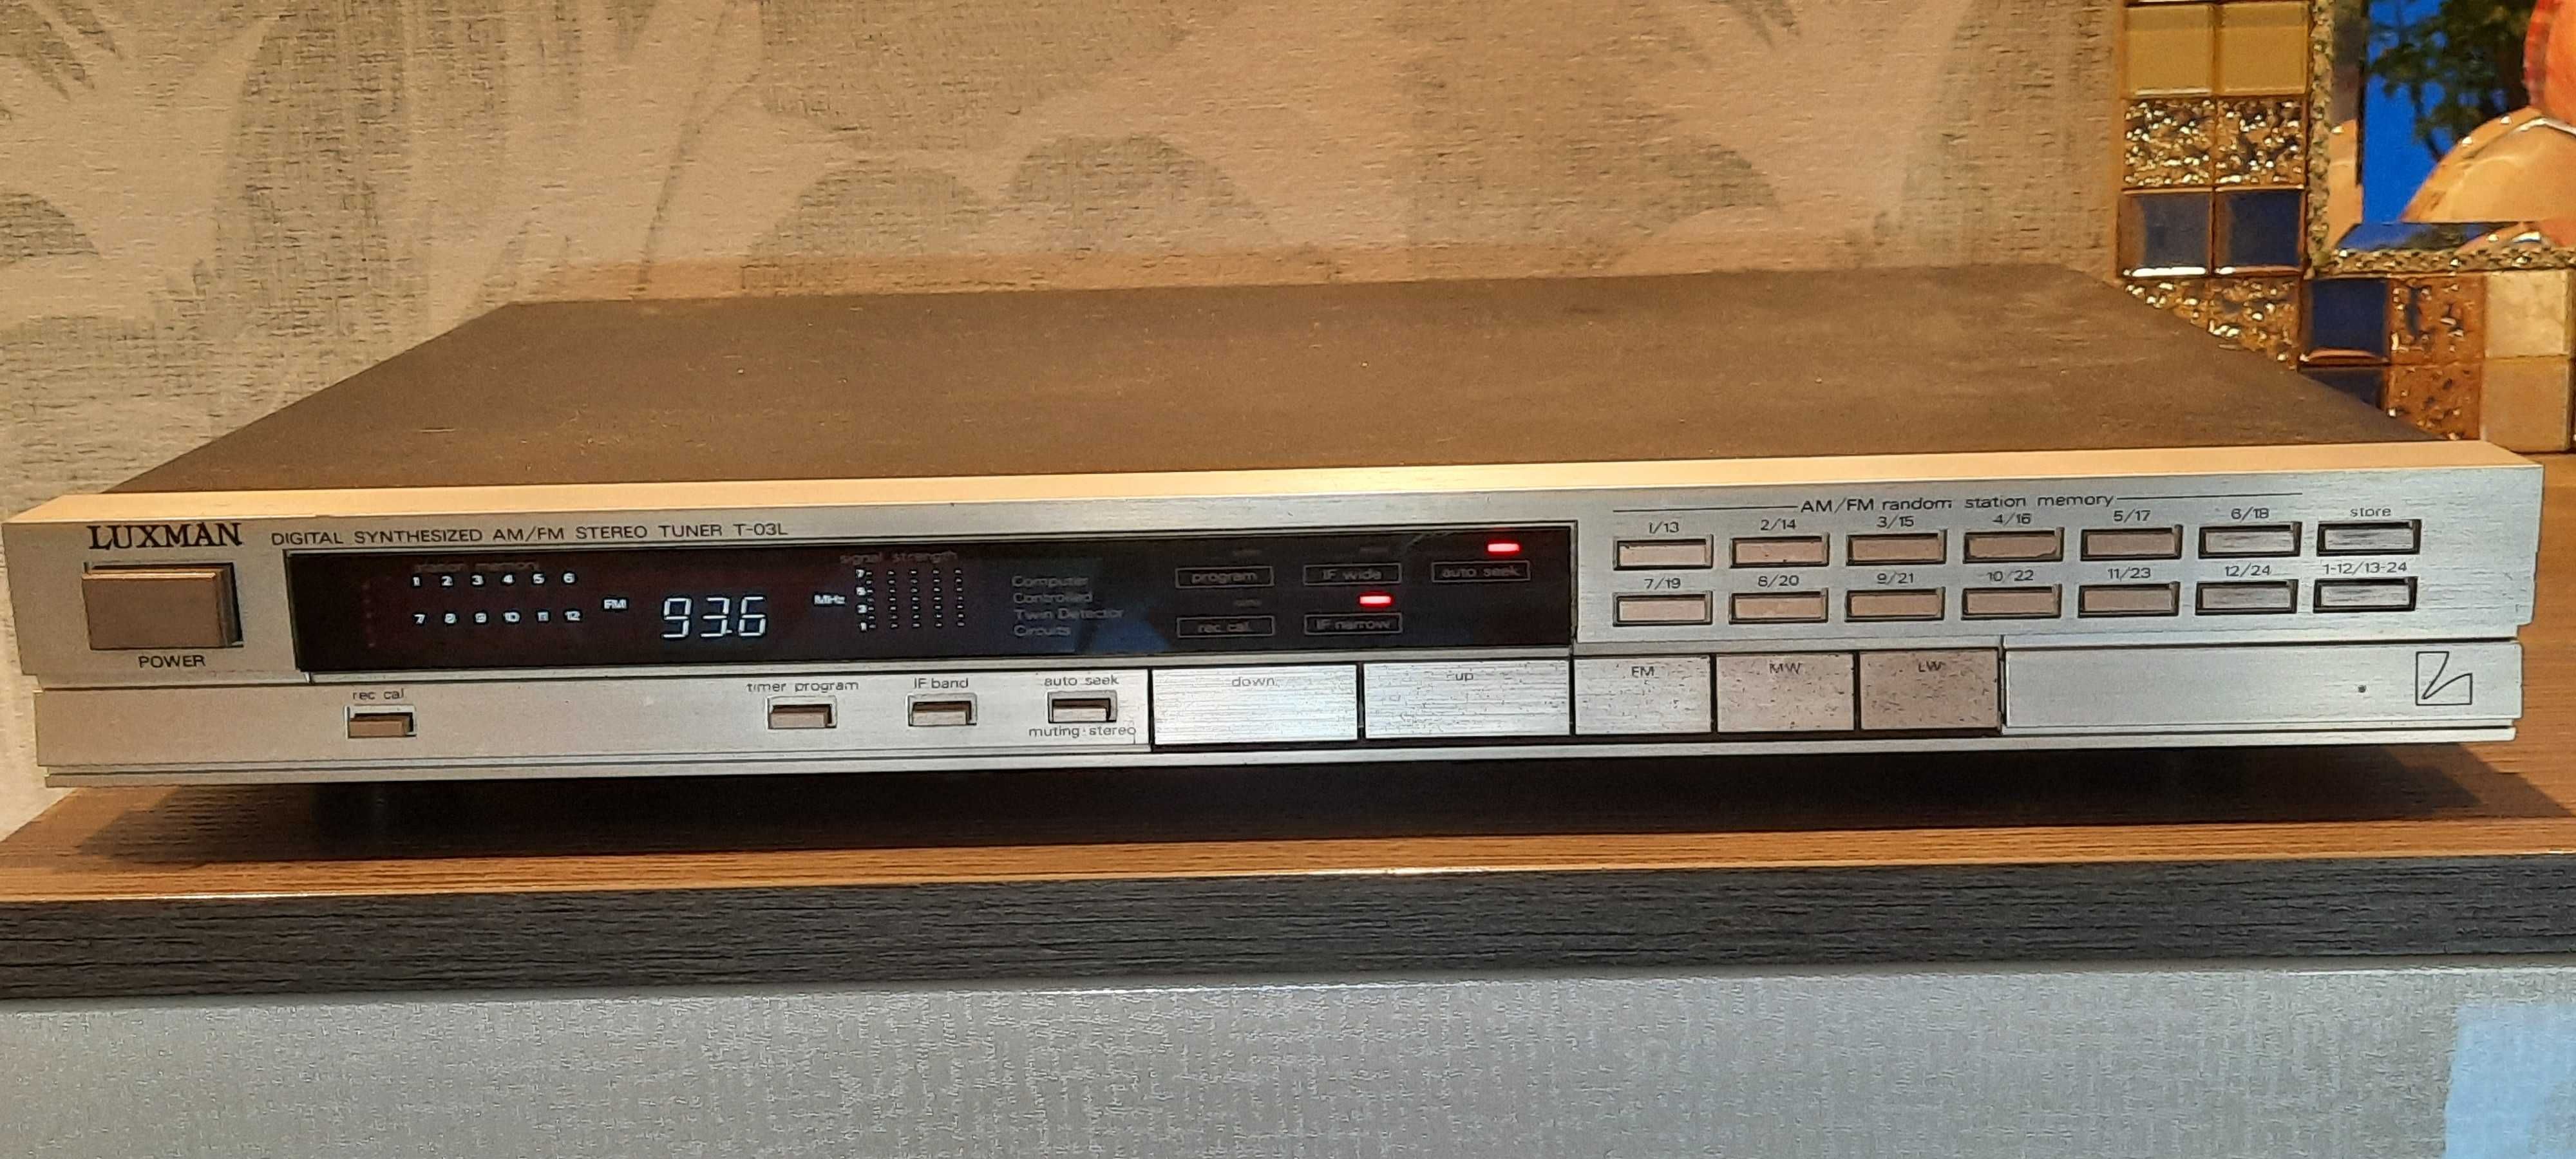 LUXMAN DIGITAL SYNTHESIZED AM/FM STEREO TUNER T-03L
POWER
station memory
1 2 3 4 5 6
7 8 9 10 11 12
FM 93.6 MHz
signal strength
7
5
3
1
Computer
Controlled
Twin Detector
Circuits
program IF wide auto seek
rec cal. IF narrow
AM/FM random station memory
1/13 2/14 3/15 4/16 5/17 6/18 store
7/19 8/20 9/21 10/22 11/23 12/24 1-12/13-24
rec cal timer program IF band auto seek
muting·stereo
down up FM MW LW